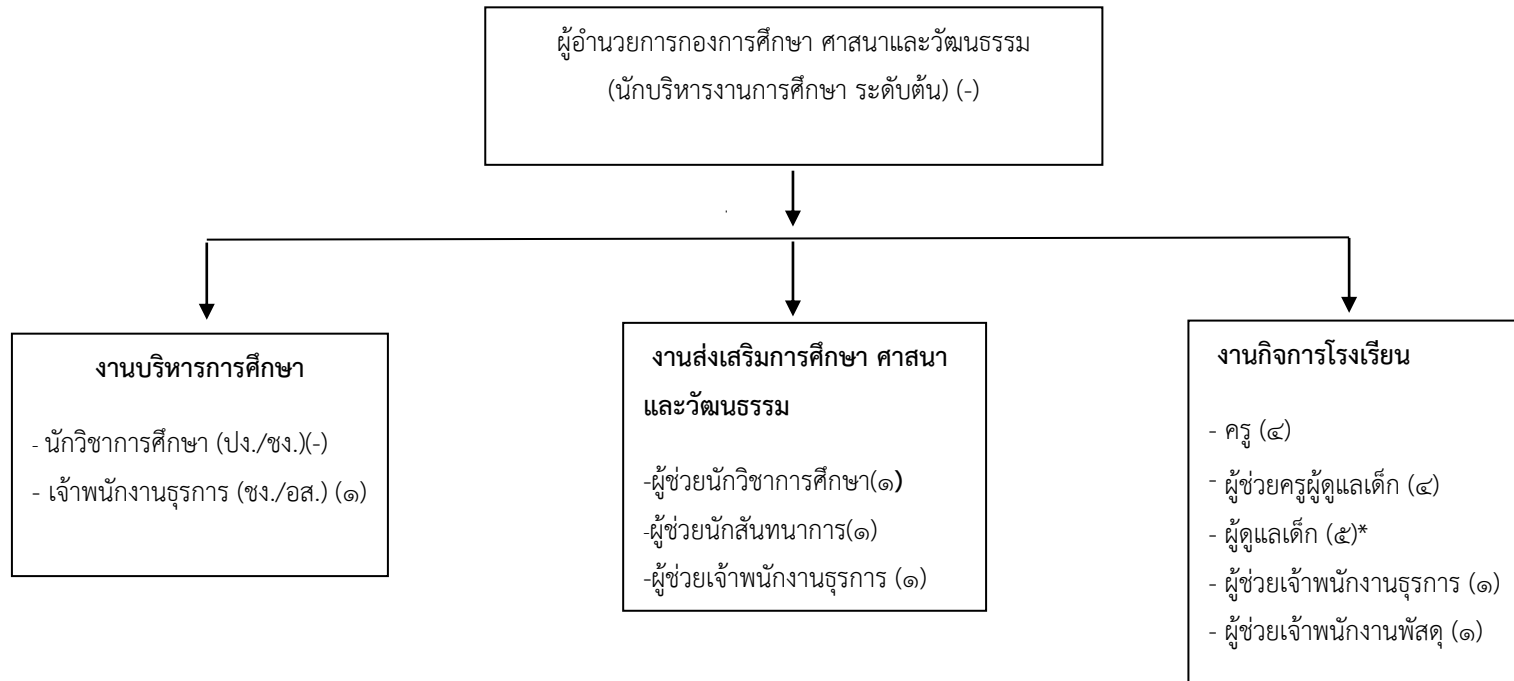 ผู้อำนวยการกองการศึกษา ศาสนาและวัฒนธรรม
(นักบริหารงานการศึกษา ระดับต้น) (-)
งานบริหารการศึกษา
- นักวิชาการศึกษา (ปง./ชง.)(-)
- เจ้าพนักงานธุรการ (ชง./อส.) (๑)
งานส่งเสริมการศึกษา ศาสนา
และวัฒนธรรม
-ผู้ช่วยนักวิชาการศึกษา(๑)
-ผู้ช่วยนักสันทนาการ(๑)
-ผู้ช่วยเจ้าพนักงานธุรการ (๑)
งานกิจการโรงเรียน
- ครู (๔)
- ผู้ช่วยครูผู้ดูแลเด็ก (๔)
- ผู้ดูแลเด็ก (๕)*
- ผู้ช่วยเจ้าพนักงานธุรการ (๑)
- ผู้ช่วยเจ้าพนักงานพัสดุ (๑)